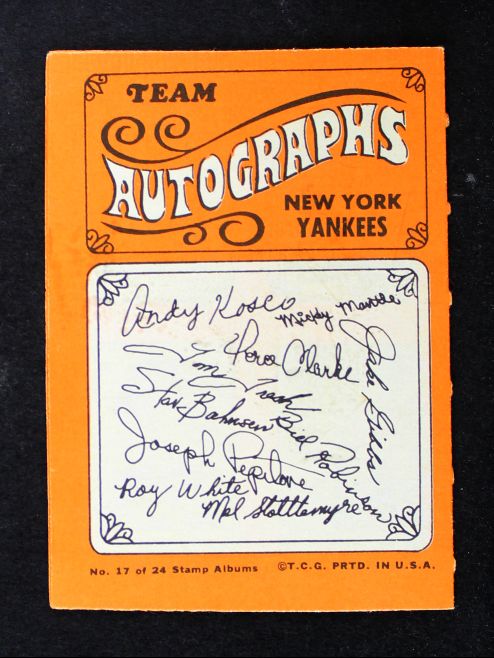 TEAM
AUTOGRAPHS
NEW YORK
YANKEES
Andy Kosco
Micky Mantle
Horace Clarke
Jake Gibbs
Tom Tresh
Stan Bahnsen
Bill Robinson
Joseph Pepitone
Roy White
Mel Stottlemyre
No. 17 of 24 Stamp Albums
©T.C.G. PRTD. IN U.S.A.